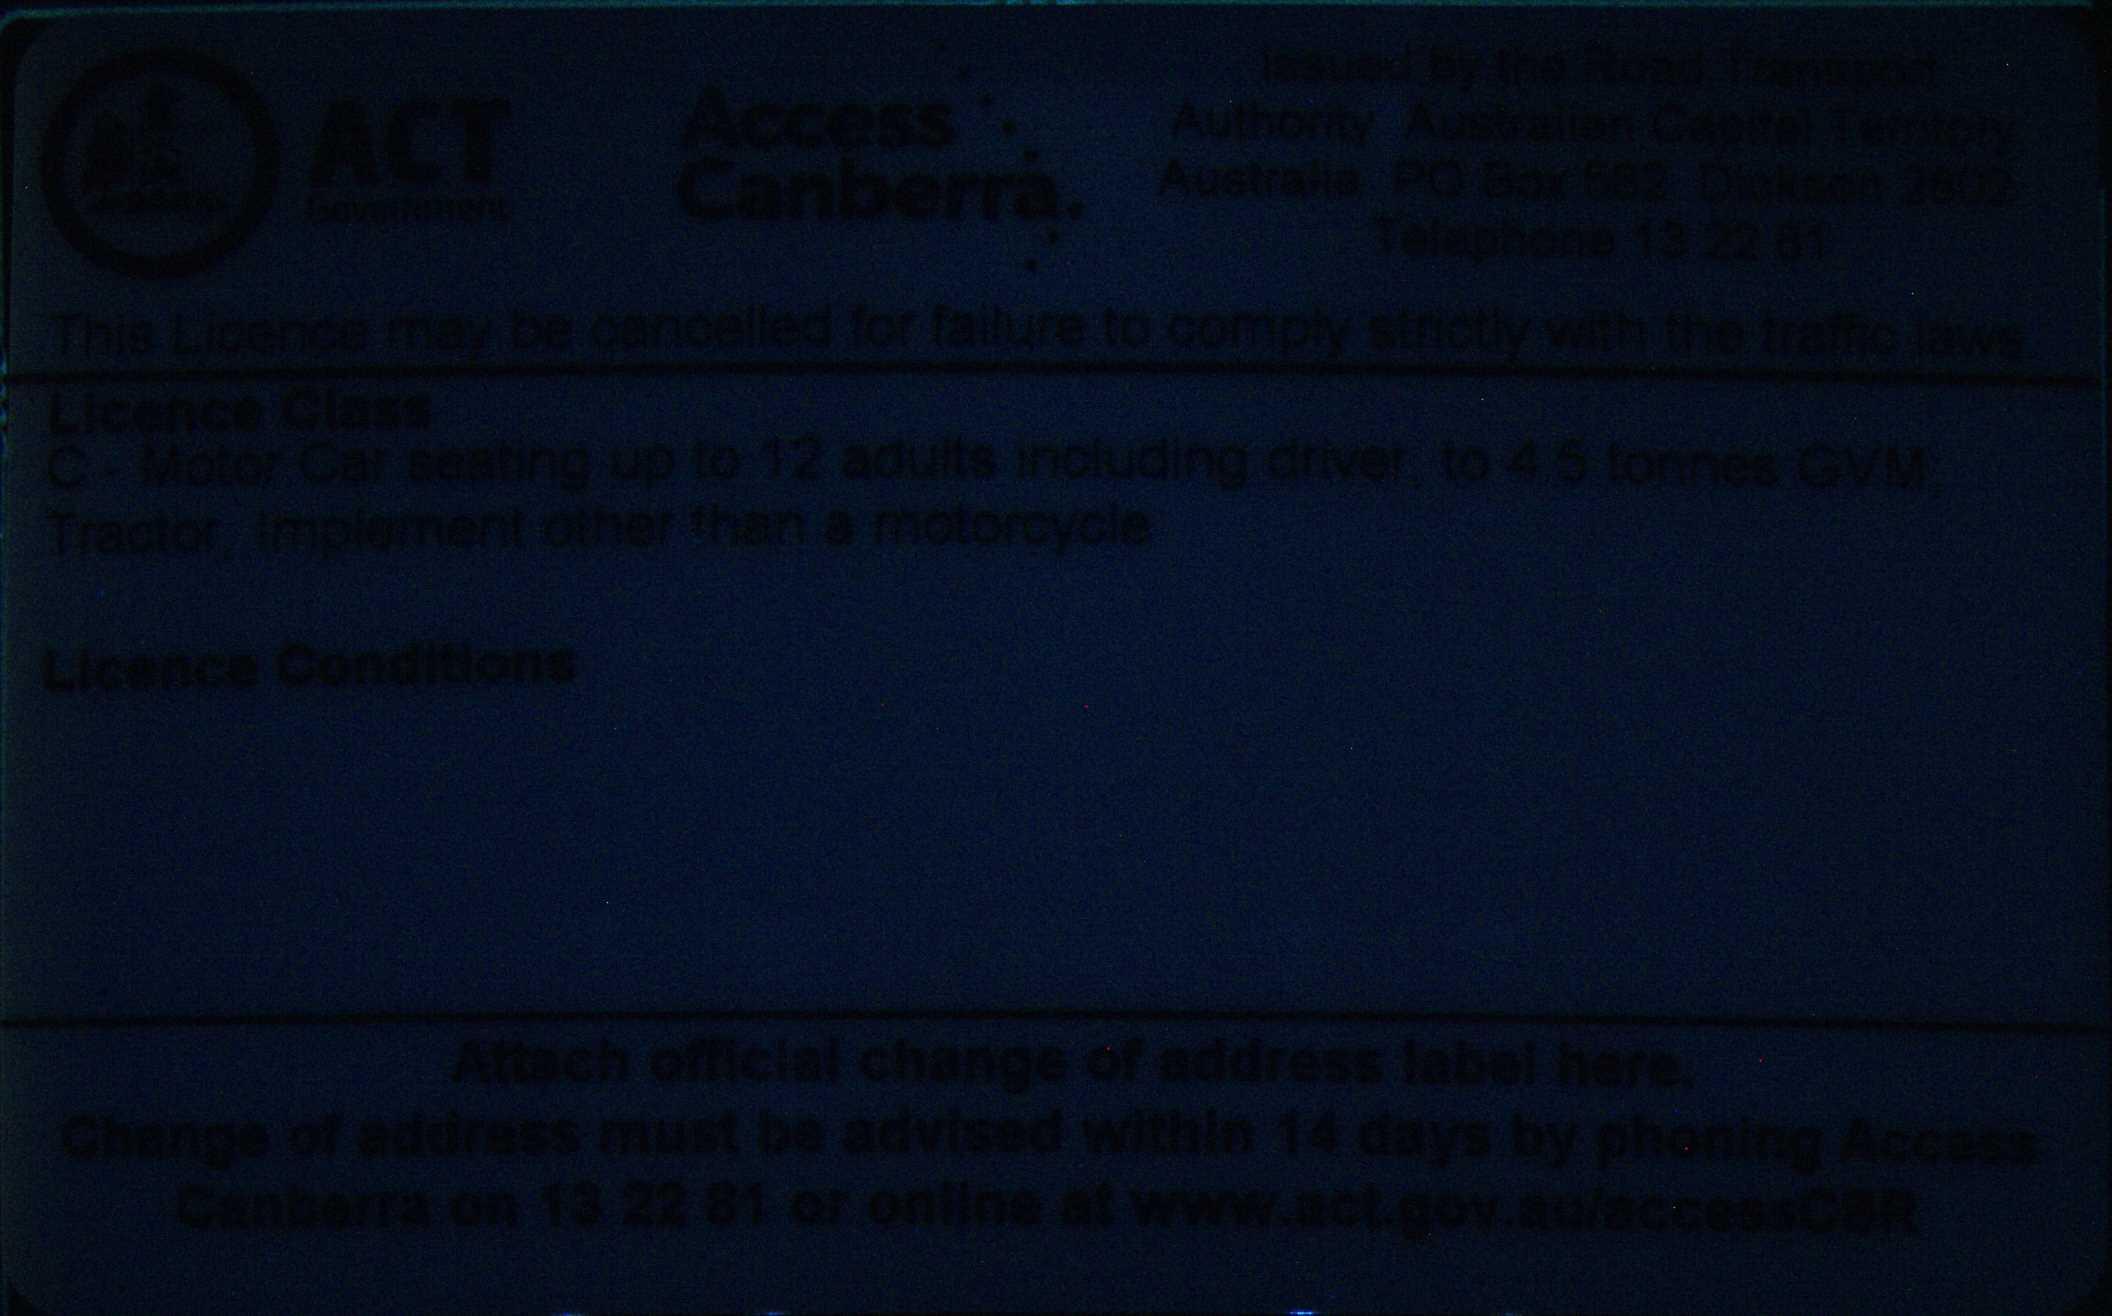 ACT
Government
Access
Canberra.
Issued by the Road Transport
Authority Australian Capital Territory
Australia PO Box 582 Dickson 2602
Telephone 13 22 81
This Licence may be cancelled for failure to comply strictly with the traffic laws
Licence Class
C - Motor Car seating up to 12 adults including driver, to 4.5 tonnes GVM,
Tractor, Implement other than a motorcycle
Licence Conditions
Attach official change of address label here.
Change of address must be advised within 14 days by phoning Access
Canberra on 13 22 81 or online at www.act.gov.au/accessCBR